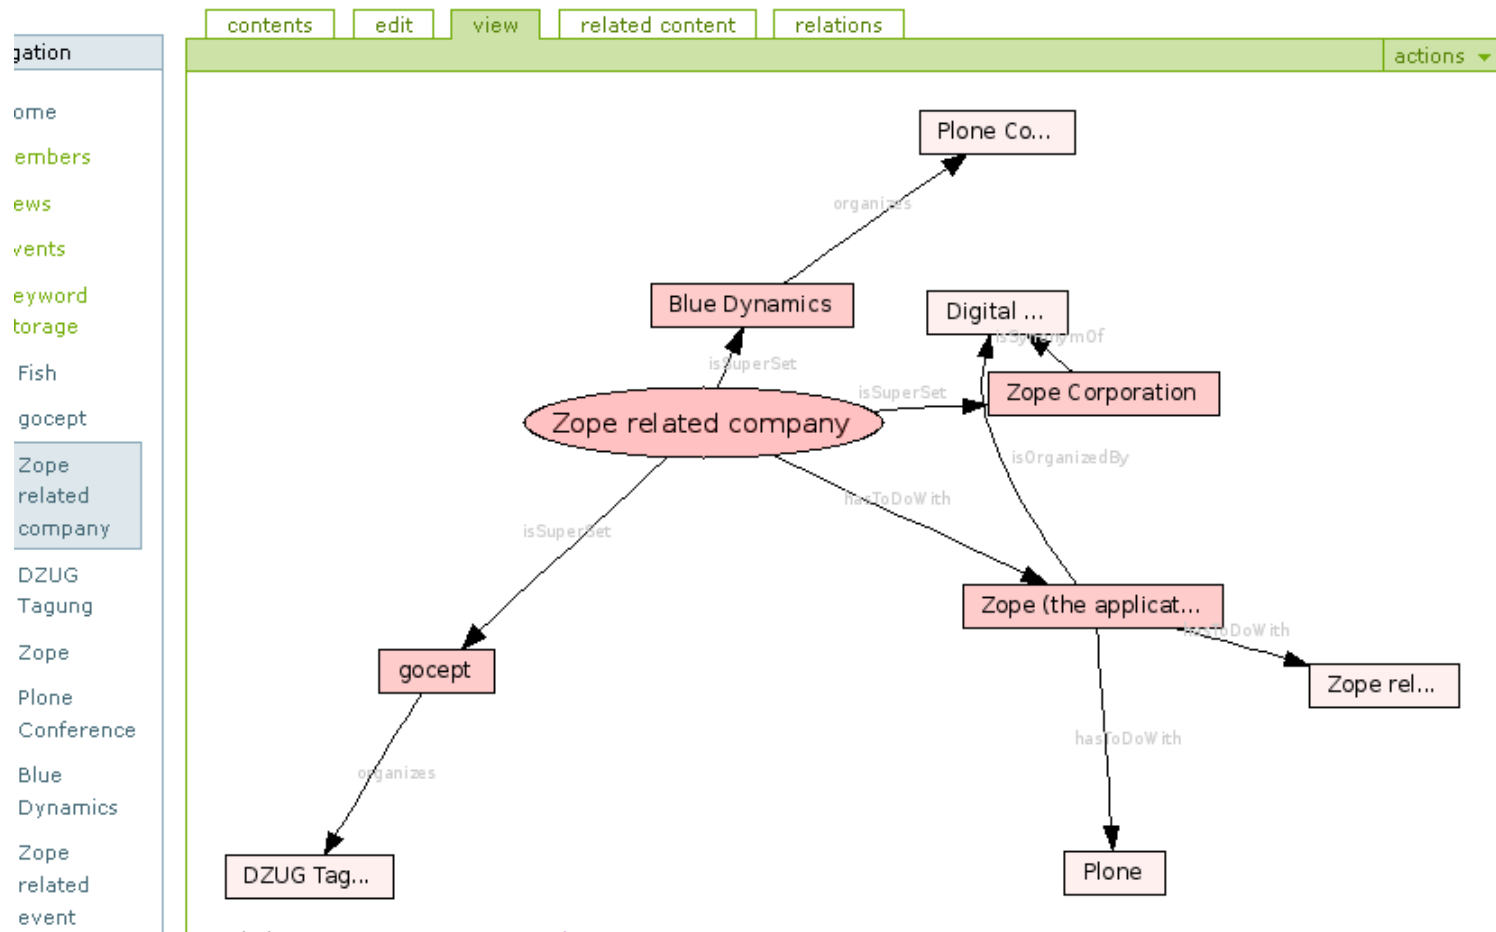 contents edit view related content relations
gation
actions
ome
embers
ews
vents
eyword
torage
Fish
gocept
Zope
related
company
DZUG
Tagung
Zope
Plone
Conference
Blue
Dynamics
Zope
related
event
Plone Co...
organizes
Blue Dynamics
Digital ...
isSynonymOf
isSuperSet
isSuperSet
Zope Corporation
Zope related company
isOrganizedBy
hasToDoWith
isSuperSet
Zope (the applicat...
hasToDoWith
gocept
Zope rel...
hasToDoWith
organizes
DZUG Tag...
Plone